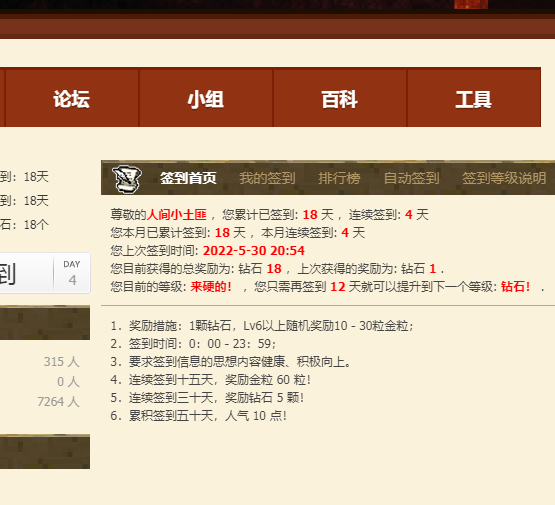 论坛
小组
百科
工具
签到首页
我的签到
排行榜
自动签到
签到等级说明
到：18天
到：18天
石：18个
到
DAY
4
315 人
0 人
7264 人
尊敬的人间小土匪 ，您累计已签到: 18 天 ，连续签到: 4 天
您本月已累计签到: 18 天 ，本月连续签到: 4 天
您上次签到时间: 2022-5-30 20:54
您目前获得的总奖励为: 钻石 18 ，上次获得的奖励为: 钻石 1 .
您目前的等级: 来硬的! ，您只需再签到 12 天就可以提升到下一个等级: 钻石! .
1．奖励措施：1颗钻石，Lv6以上随机奖励10－30粒金粒；
2．签到时间：0：00－23：59；
3．要求签到信息的思想内容健康、积极向上。
4．连续签到十五天，奖励金粒 60 粒！
5．连续签到三十天，奖励钻石 5 颗！
6．累积签到五十天，人气 10 点！